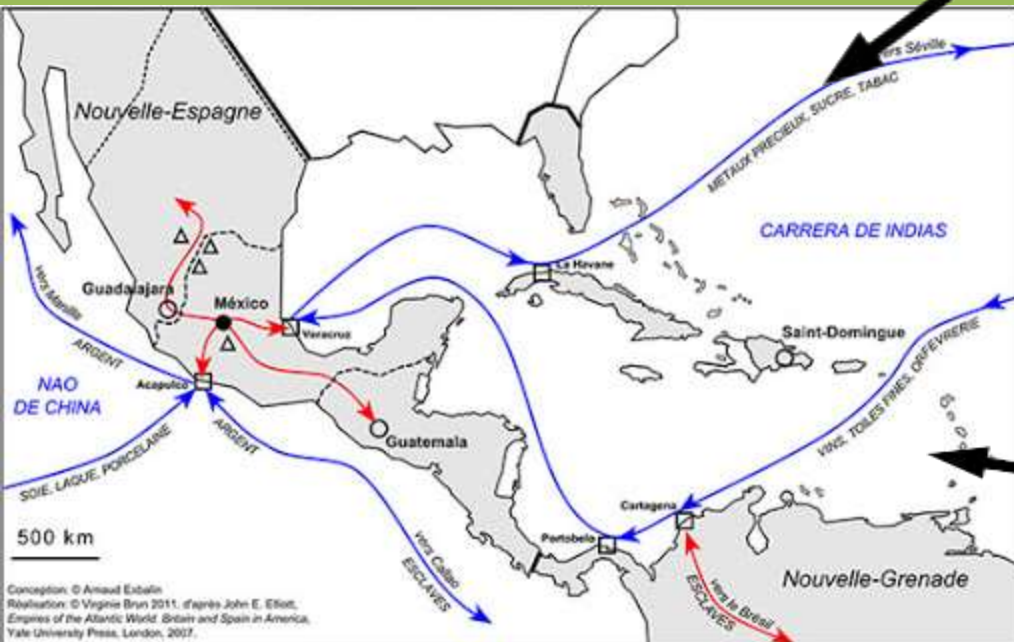 vers Séville
Nouvelle-Espagne
METAUX PRECIEUX, SUCRE, TABAC
CARRERA DE INDIAS
La Havane
vers Manille
Guadalajara
México
Veracruz
Saint-Domingue
ARGENT
NAO
DE CHINA
Acapulco
VINS, TOILES FINES, ORFEVRERIE
ARGENT
Guatemala
SOIE, LAQUE, PORCELAINE
Cartagena
500 km
Portobelo
vers Callao
ESCLAVES
Nouvelle-Grenade
vers le Brésil
ESCLAVES
Conception: © Arnaud Exbalin
Réalisation: © Virginie Brun 2011, d'après John E. Elliott,
Empires of the Atlantic World. Britain and Spain in America,
Yale University Press, London, 2007.